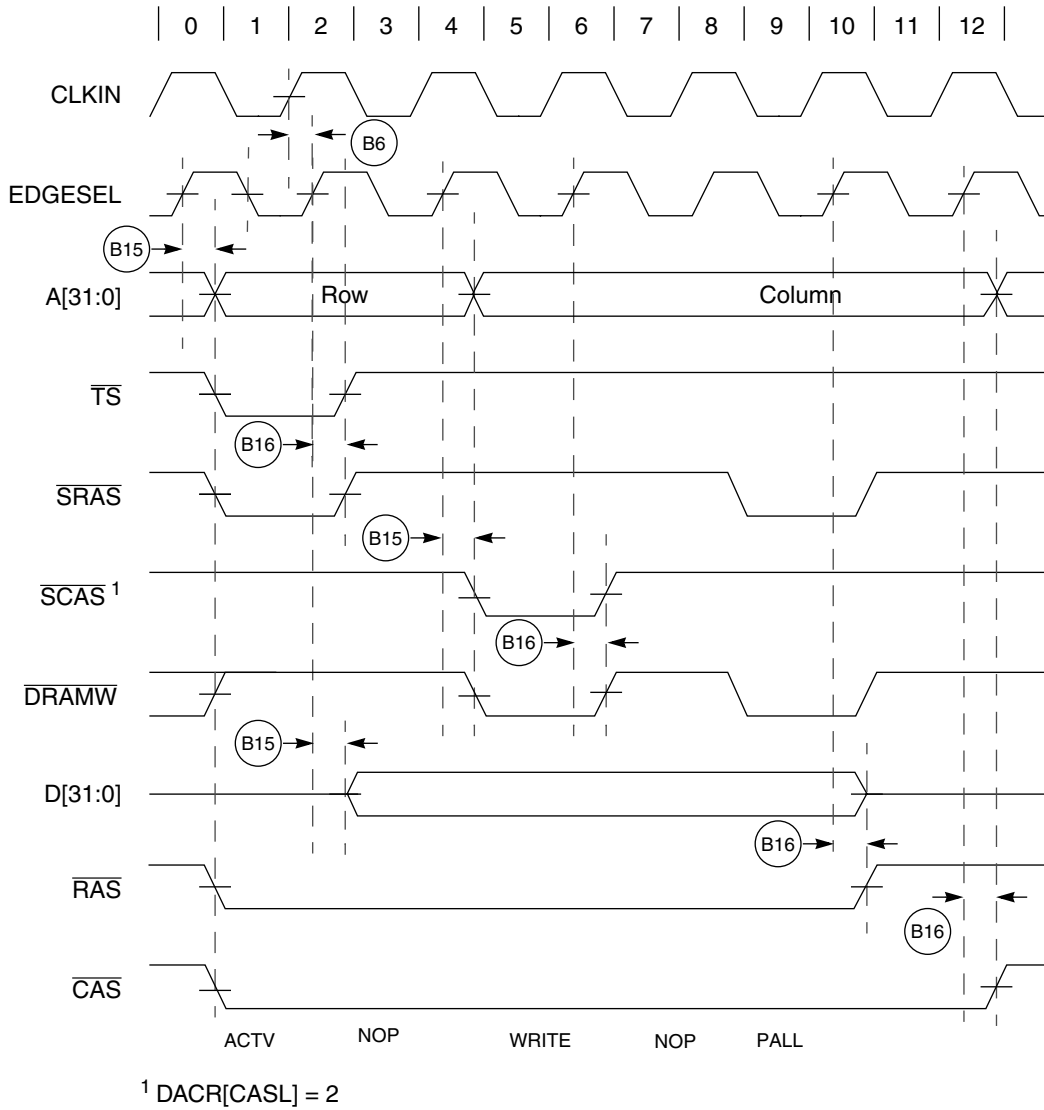 0 1 2 3 4 5 6 7 8 9 10 11 12
CLKIN
B6
EDGESEL
B15
A[31:0] Row Column
TS
B16
SRAS
B15
SCAS 1
B16
DRAMW
B15
D[31:0]
B16
RAS
B16
CAS
ACTV NOP WRITE NOP PALL
1 DACR[CASL] = 2